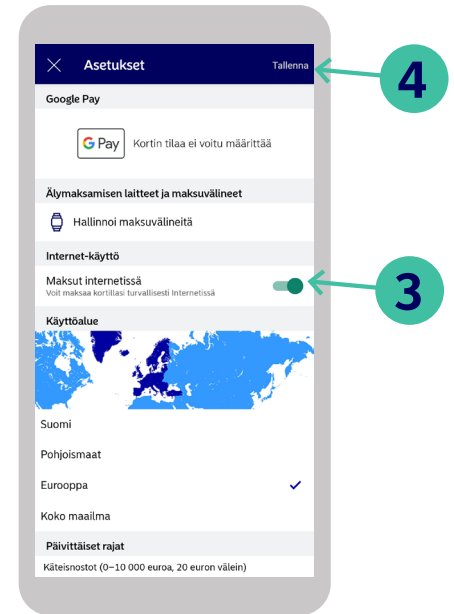 Asetukset
Tallenna
4
Google Pay
G Pay
Kortin tilaa ei voitu määrittää
Älymaksamisen laitteet ja maksuvälineet
Hallinnoi maksuvälineitä
Internet-käyttö
Maksut internetissä
Voit maksaa kortillasi turvallisesti Internetissä
3
Käyttöalue
Suomi
Pohjoismaat
Eurooppa
Koko maailma
Päivittäiset rajat
Käteisnostot (0–10 000 euroa, 20 euron välein)